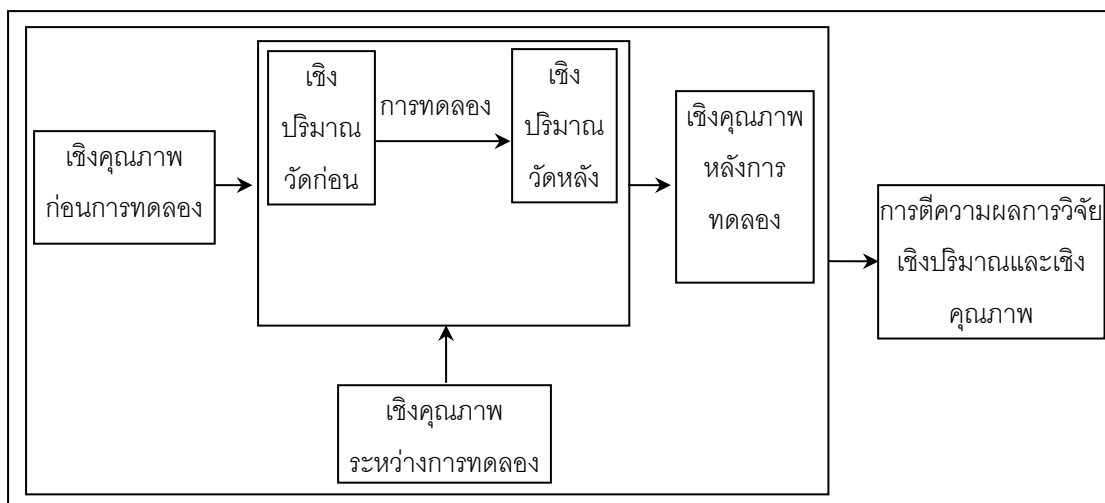 เชิงคุณภาพ
ก่อนการทดลอง
เชิง
ปริมาณ
วัดก่อน
การทดลอง
เชิง
ปริมาณ
วัดหลัง
เชิงคุณภาพ
ระหว่างการทดลอง
เชิงคุณภาพ
หลังการ
ทดลอง
การตีความผลการวิจัย
เชิงปริมาณและเชิง
คุณภาพ